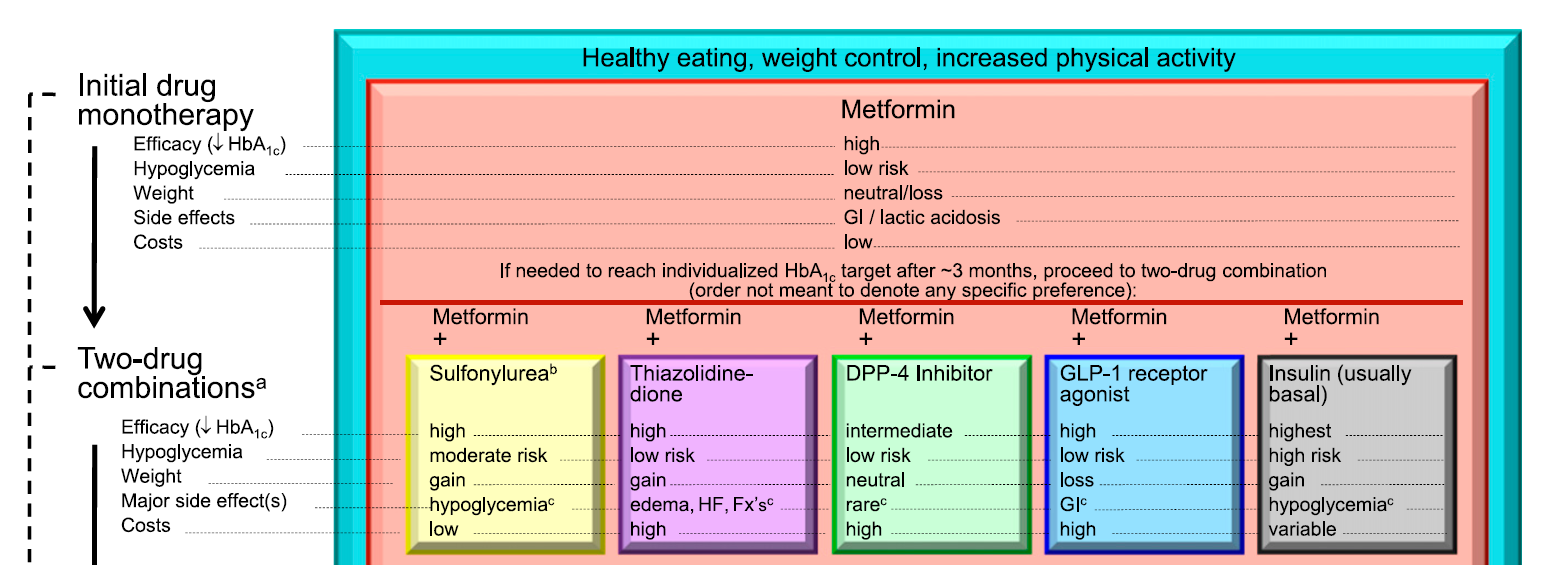 Healthy eating, weight control, increased physical activity
Initial drug
monotherapy
Metformin
Efficacy (↓ HbA1c) high
Hypoglycemia low risk
Weight neutral/loss
Side effects GI / lactic acidosis
Costs low
If needed to reach individualized HbA1c target after ~3 months, proceed to two-drug combination
(order not meant to denote any specific preference):
Metformin Metformin Metformin Metformin Metformin
+ + + + +
Two-drug
combinationsa
Sulfonylureab Thiazolidine- DPP-4 Inhibitor GLP-1 receptor Insulin (usually
dione agonist basal)
Efficacy (↓ HbA1c) high high intermediate high highest
Hypoglycemia moderate risk low risk low risk low risk high risk
Weight gain gain neutral loss gain
Major side effect(s) hypoglycemiac edema, HF, Fx'sc rarec GIc hypoglycemiac
Costs low high high high variable